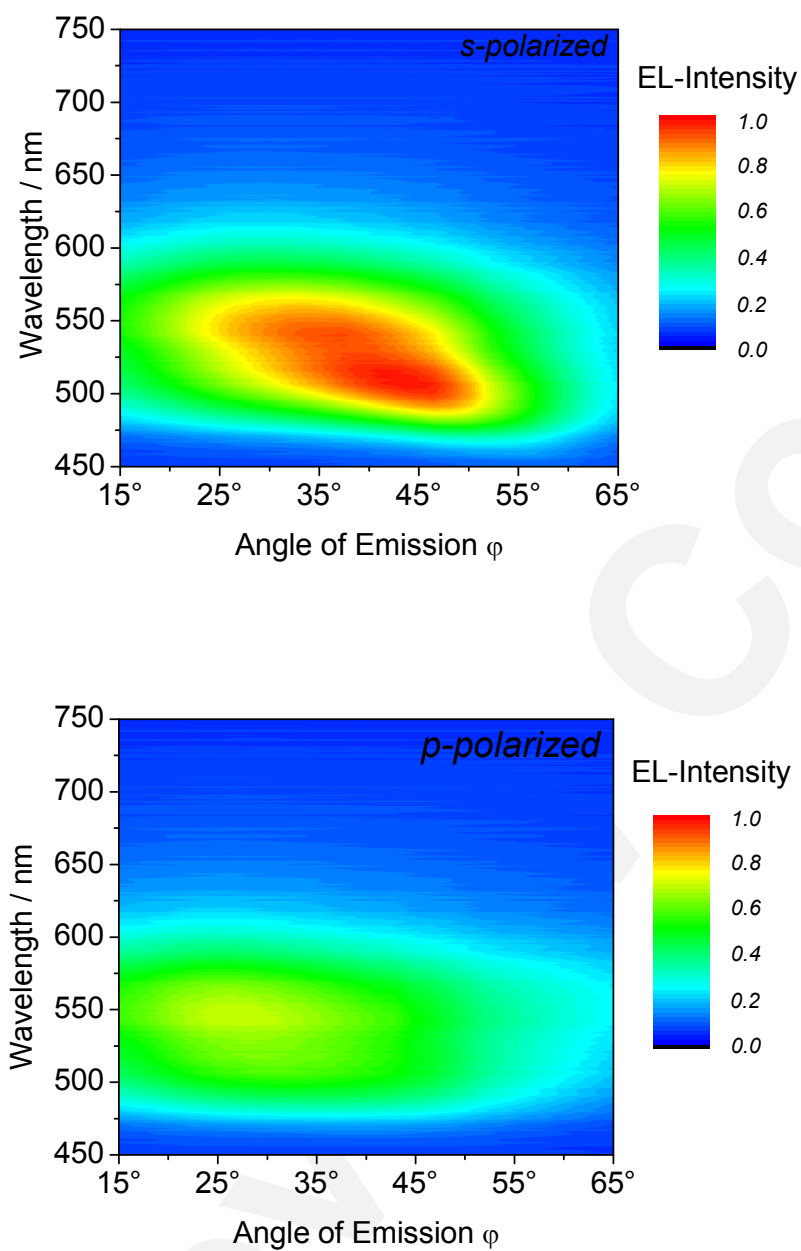 s-polarized
EL-Intensity
1.0
0.8
0.6
0.4
0.2
0.0
750
700
650
600
550
500
450
Wavelength / nm
15° 25° 35° 45° 55° 65°
Angle of Emission φ
p-polarized
EL-Intensity
1.0
0.8
0.6
0.4
0.2
0.0
750
700
650
600
550
500
450
Wavelength / nm
15° 25° 35° 45° 55° 65°
Angle of Emission φ